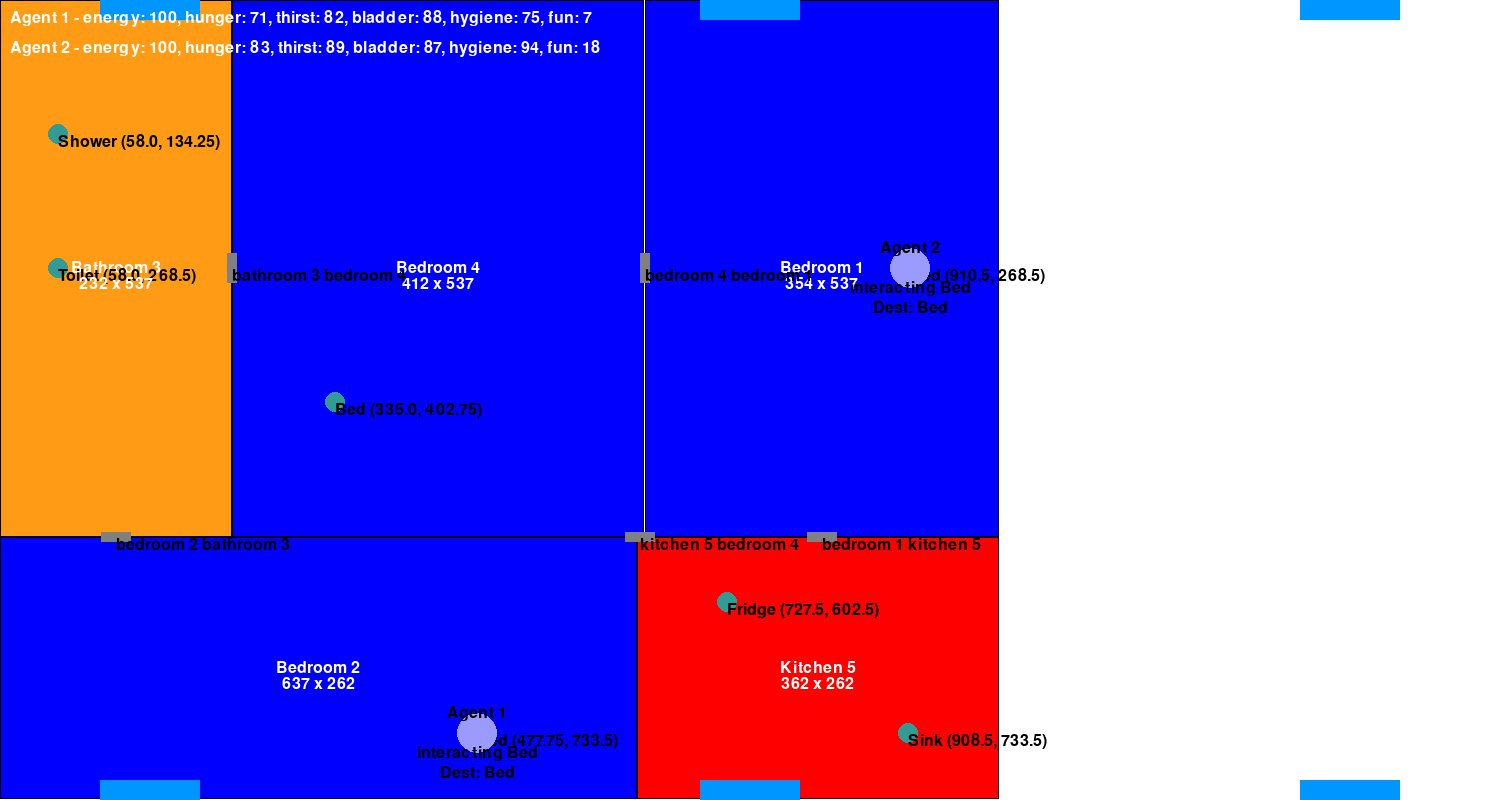 Agent 1 - energy: 100, hunger: 71, thirst: 82, bladder: 88, hygiene: 75, fun: 7
Agent 2 - energy: 100, hunger: 83, thirst: 89, bladder: 87, hygiene: 94, fun: 18
Shower (58.0, 134.25)
Bathroom 3
232 x 537
Toilet (58.0, 268.5)
bathroom 3 bedroom 4
Bedroom 4
412 x 537
bedroom 4 bedroom 1
Bedroom 1
354 x 537
Agent 2
(910.5, 268.5)
interacting Bed
Dest: Bed
Bed (335.0, 402.75)
bedroom 2 bathroom 3
kitchen 5 bedroom 4
bedroom 1 kitchen 5
Fridge (727.5, 602.5)
Bedroom 2
637 x 262
Kitchen 5
362 x 262
Agent 1
(477.75, 733.5)
interacting Bed
Dest: Bed
Sink (908.5, 733.5)